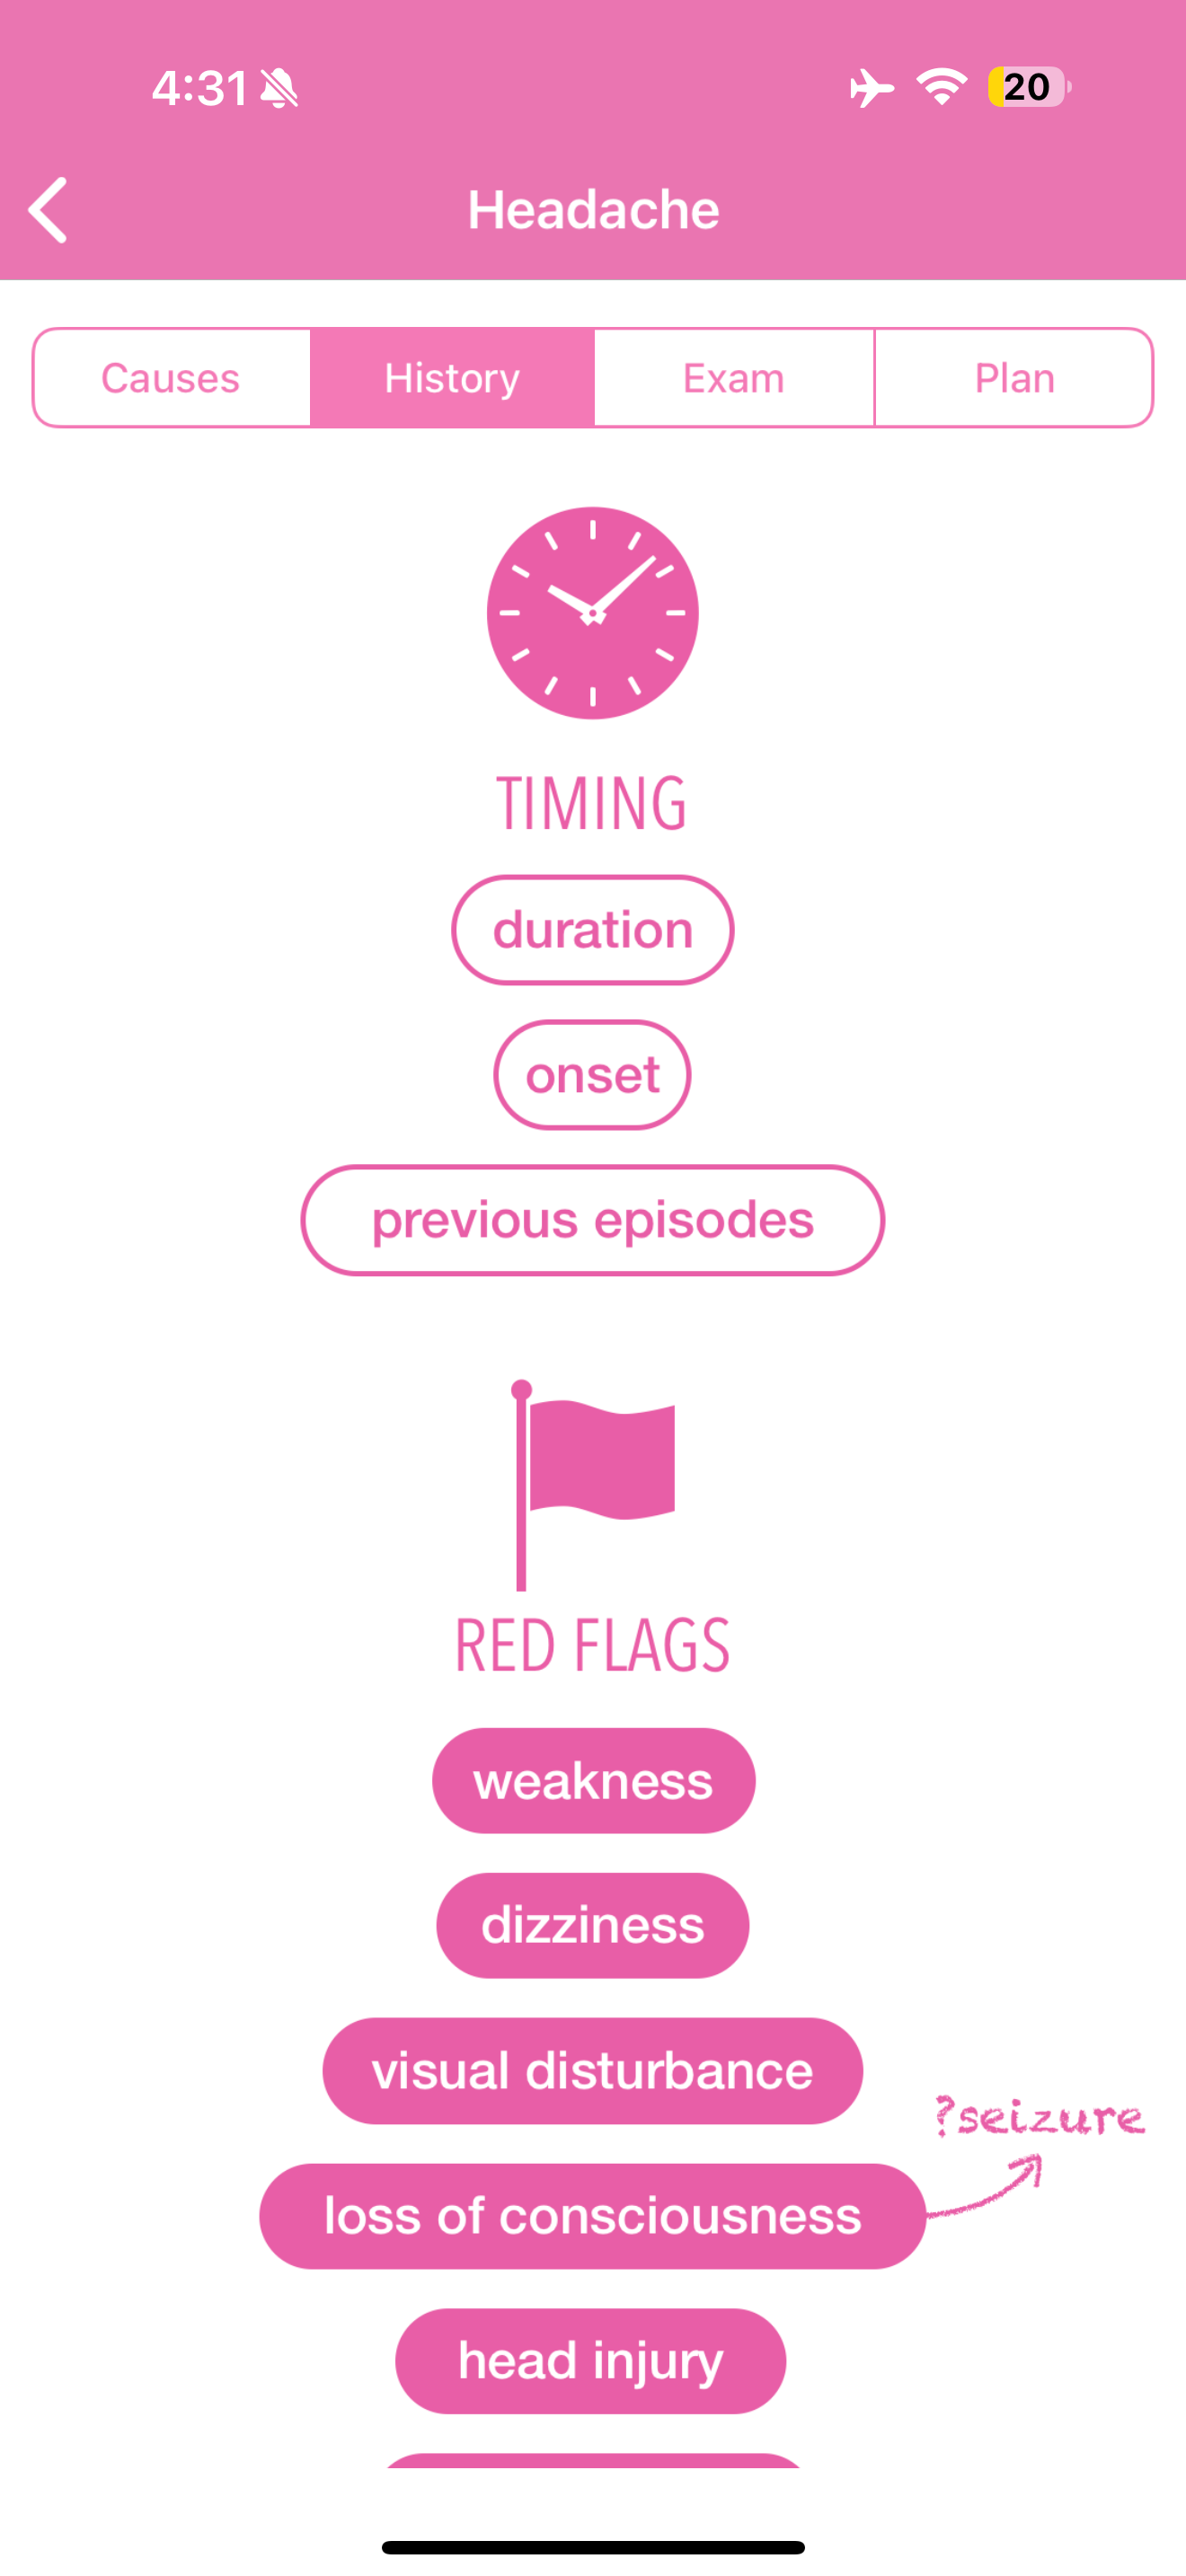 4:31
20
Headache
Causes History Exam Plan
TIMING
duration
onset
previous episodes
RED FLAGS
weakness
dizziness
visual disturbance
?seizure
loss of consciousness
head injury